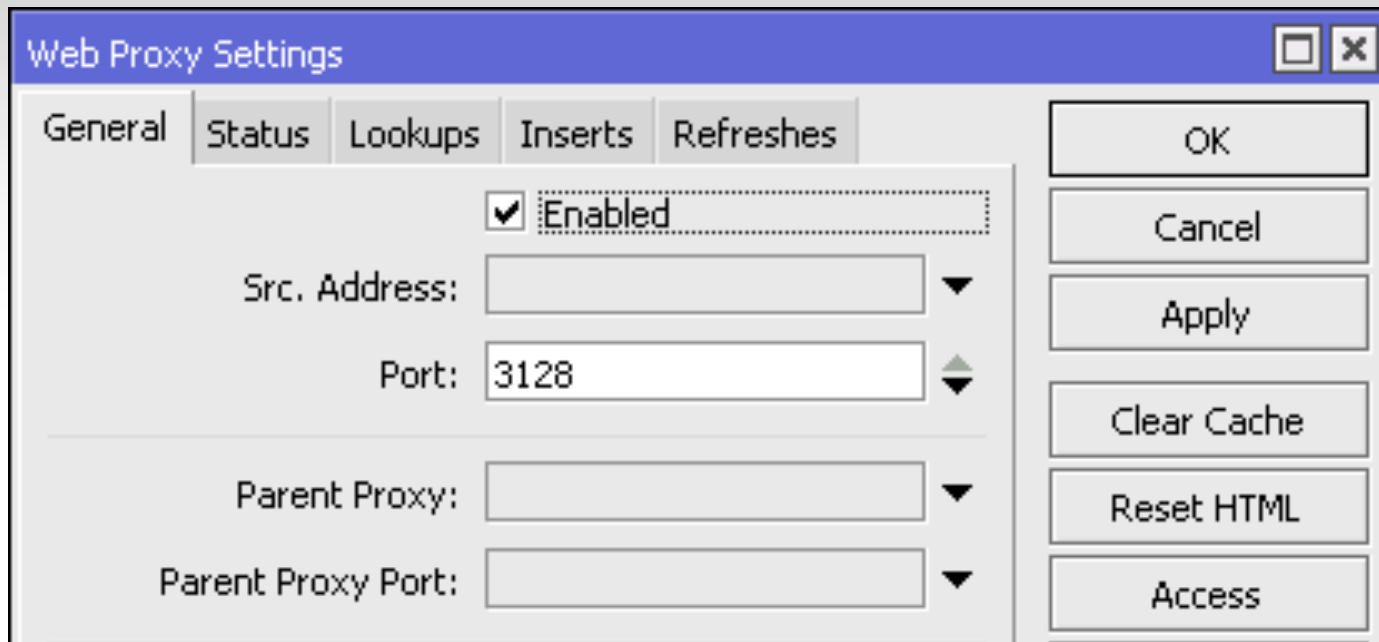 Web Proxy Settings
General Status Lookups Inserts Refreshes
Enabled
Src. Address:
Port: 3128
Parent Proxy:
Parent Proxy Port:
OK
Cancel
Apply
Clear Cache
Reset HTML
Access